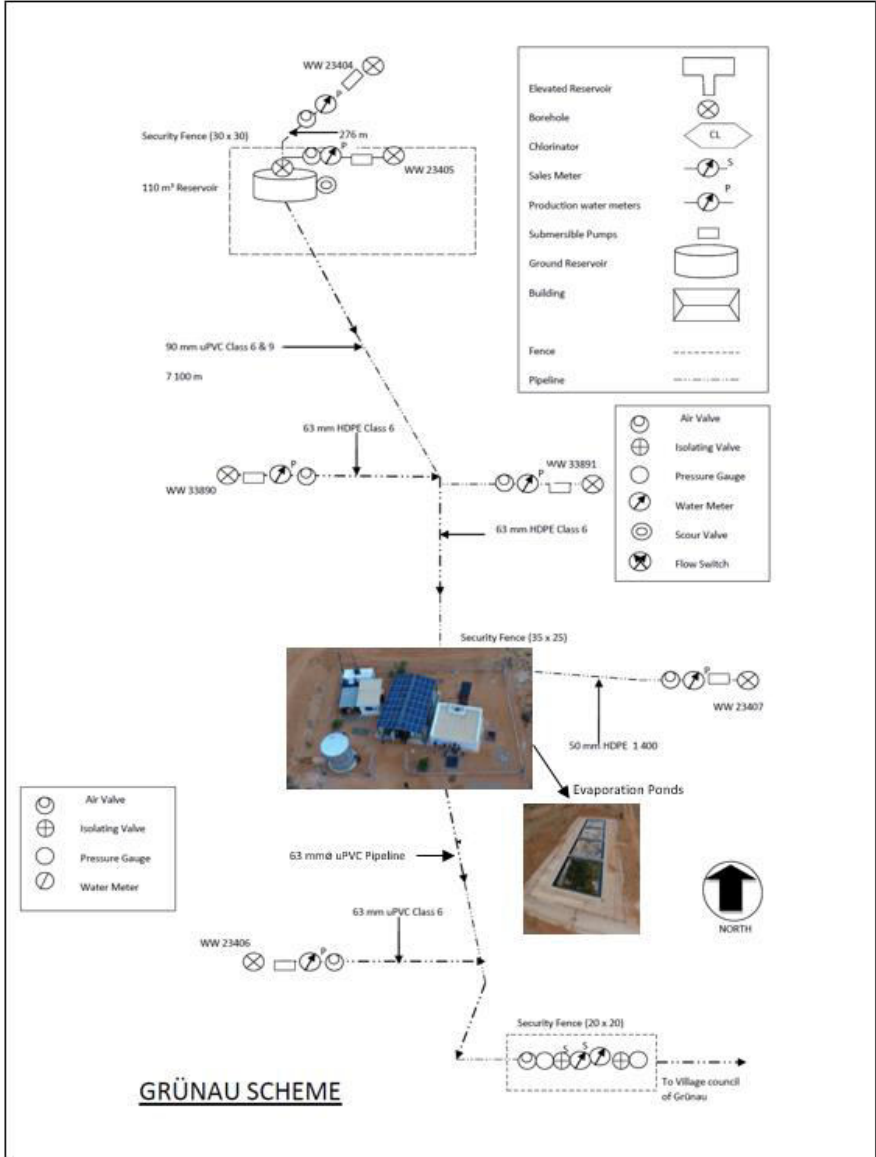 WW 23404
P
276 m
Security Fence (30 x 30)
P
WW 23405
110 m³ Reservoir
Elevated Reservoir
Borehole
CL
Chlorinator
Sales Meter
S
Production water meters
P
Submersible Pumps
Ground Reservoir
Building
Fence
Pipeline
90 mm uPVC Class 6 & 9
7 100 m
63 mm HDPE Class 6
P
WW 33890
WW 33891
P
63 mm HDPE Class 6
Air Valve
Isolating Valve
Pressure Gauge
Water Meter
Scour Valve
Flow Switch
Security Fence (35 x 25)
P
WW 23407
50 mm HDPE 1 400
Evaporation Ponds
Air Valve
Isolating Valve
Pressure Gauge
Water Meter
63 mmø uPVC Pipeline
63 mm uPVC Class 6
WW 23406
P
NORTH
Security Fence (20 x 20)
S
S
To Village council
of Grünau
GRÜNAU SCHEME